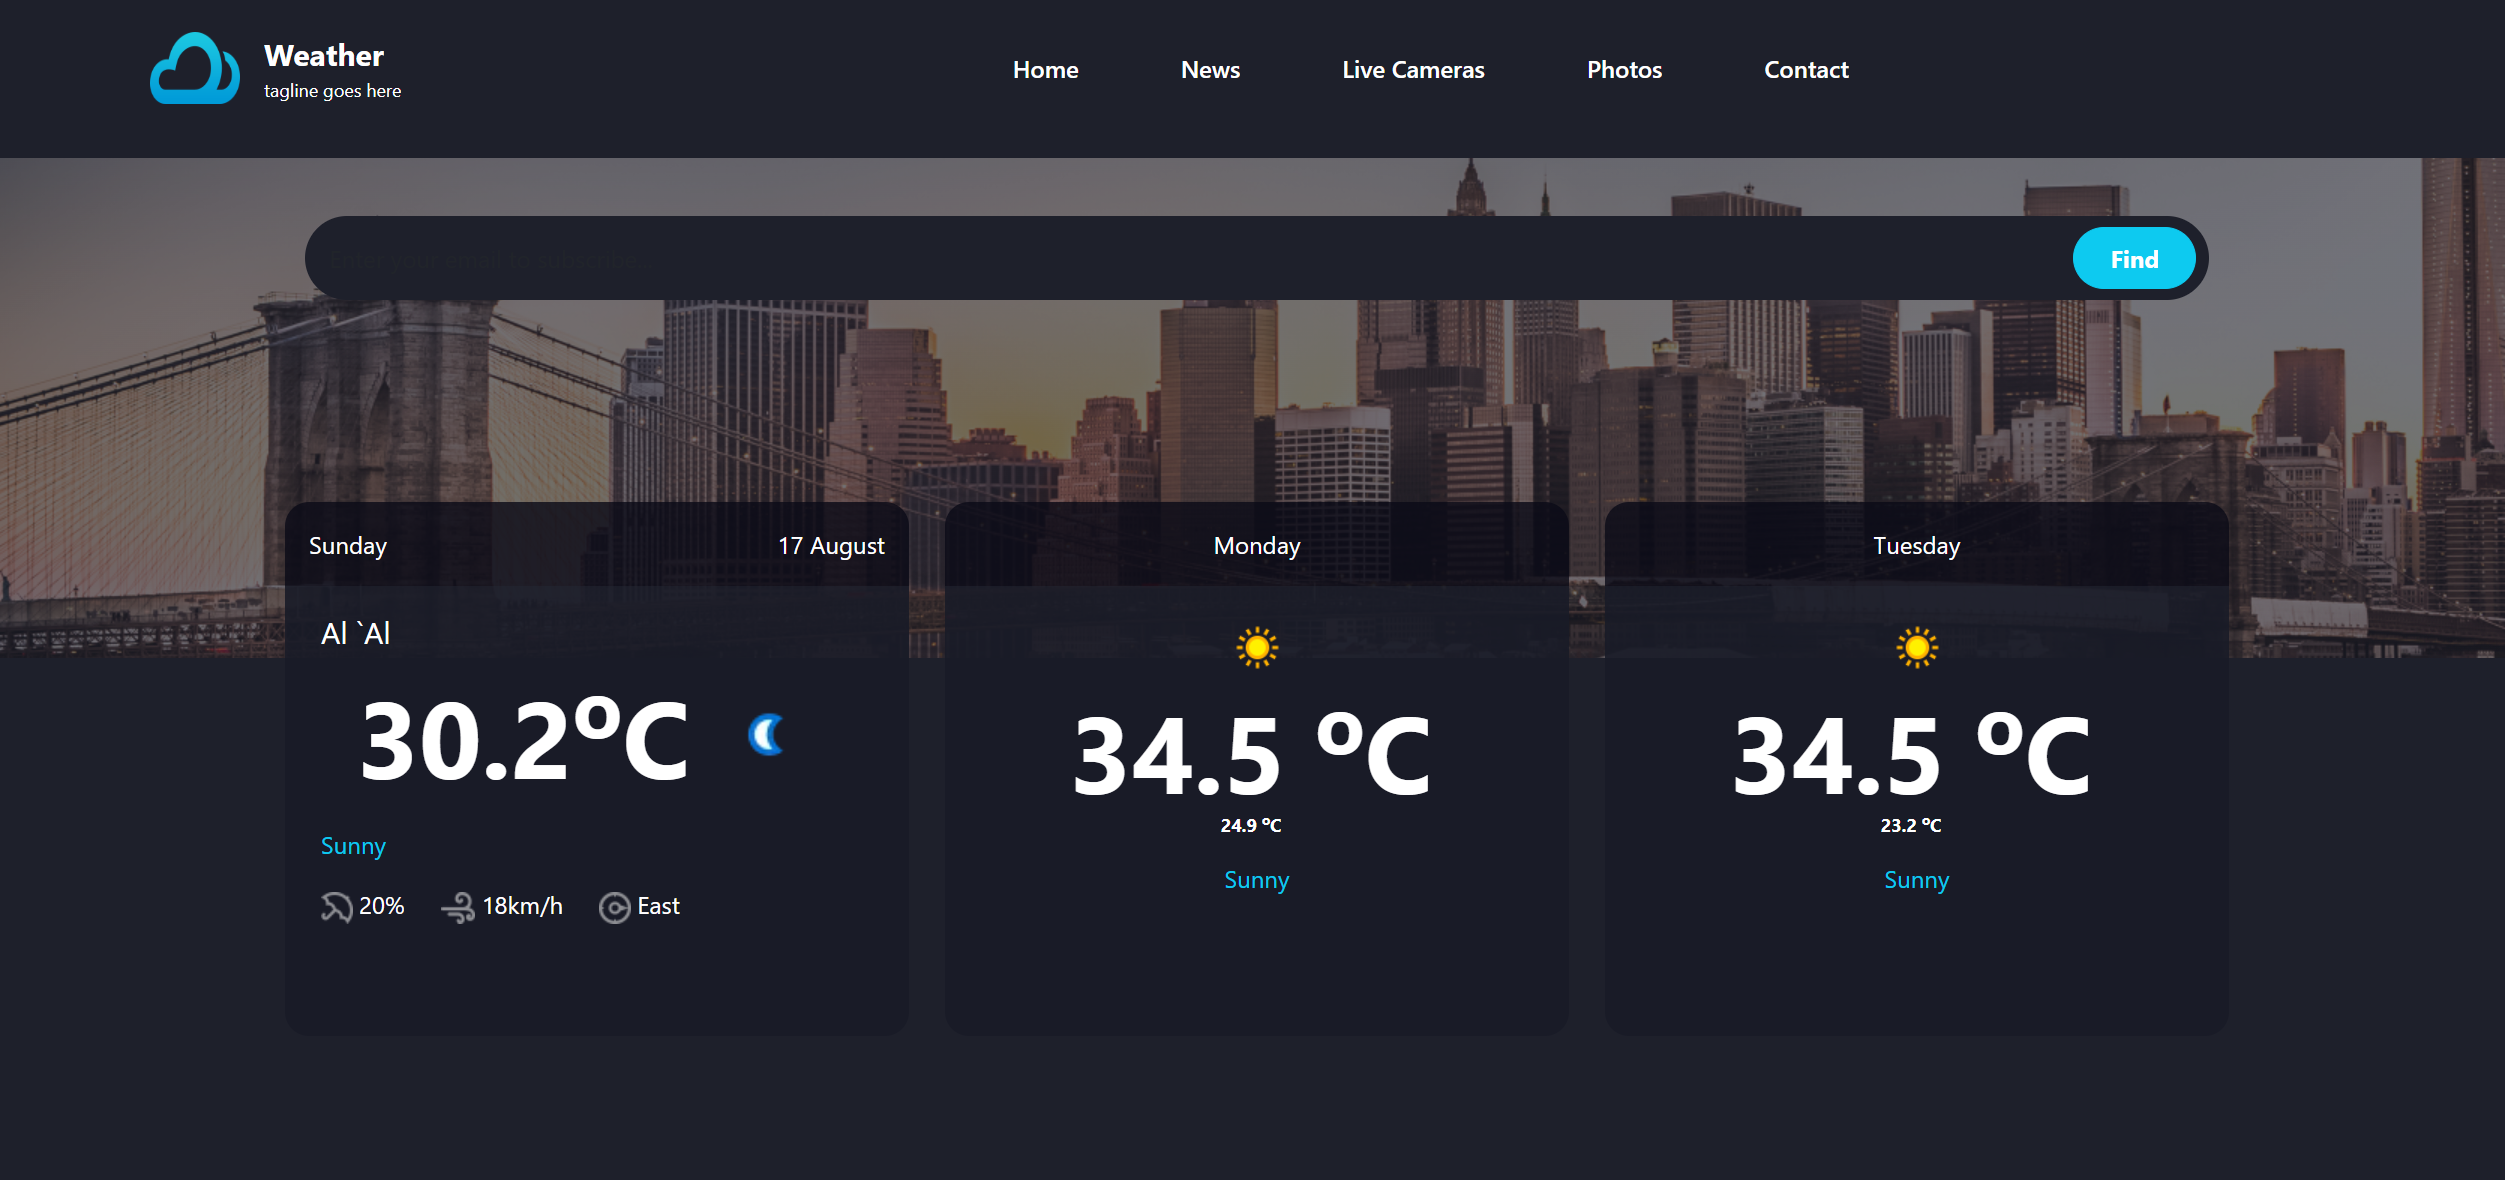 Weather
tagline goes here
Home News Live Cameras Photos Contact
Find
Sunday 17 August
Al `Al
30.2°C
Sunny
20% 18km/h East
Monday
34.5 °C
24.9 °C
Sunny
Tuesday
34.5 °C
23.2 °C
Sunny